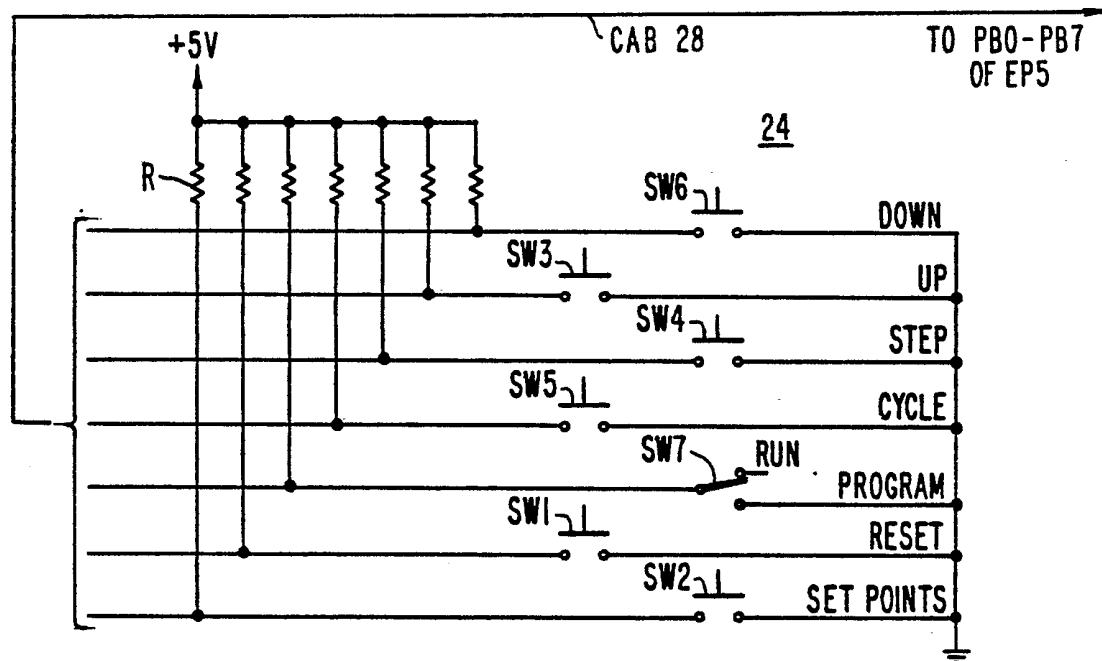 +5V
CAB 28
TO PB0-PB7
OF EP5
24
R
SW6
DOWN
SW3
UP
SW4
STEP
SW5
CYCLE
SW7
RUN
PROGRAM
SW1
RESET
SW2
SET POINTS